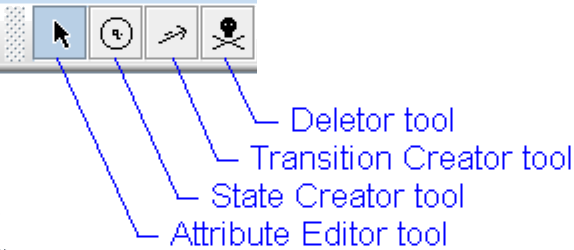 q
Deletor tool
Transition Creator tool
State Creator tool
Attribute Editor tool